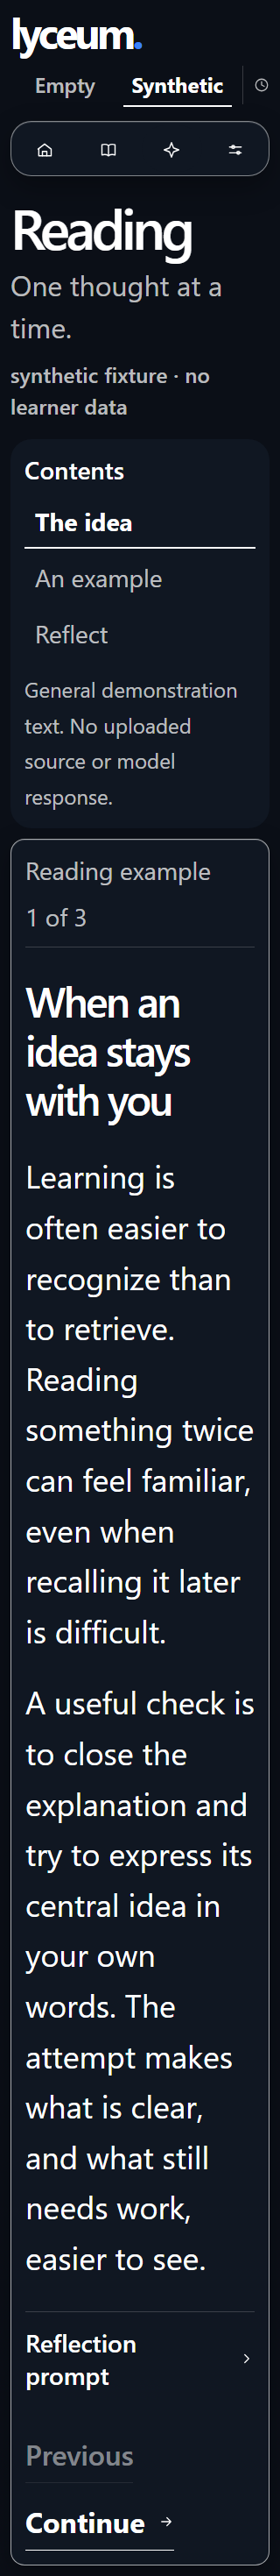 lyceum.
Empty Synthetic
Reading
One thought at a
time.
synthetic fixture · no
learner data
Contents
The idea
An example
Reflect
General demonstration
text. No uploaded
source or model
response.
Reading example
1 of 3
When an
idea stays
with you
Learning is
often easier to
recognize than
to retrieve.
Reading
something twice
can feel familiar,
even when
recalling it later
is difficult.
A useful check is
to close the
explanation and
try to express its
central idea in
your own
words. The
attempt makes
what is clear,
and what still
needs work,
easier to see.
Reflection
prompt
Previous
Continue